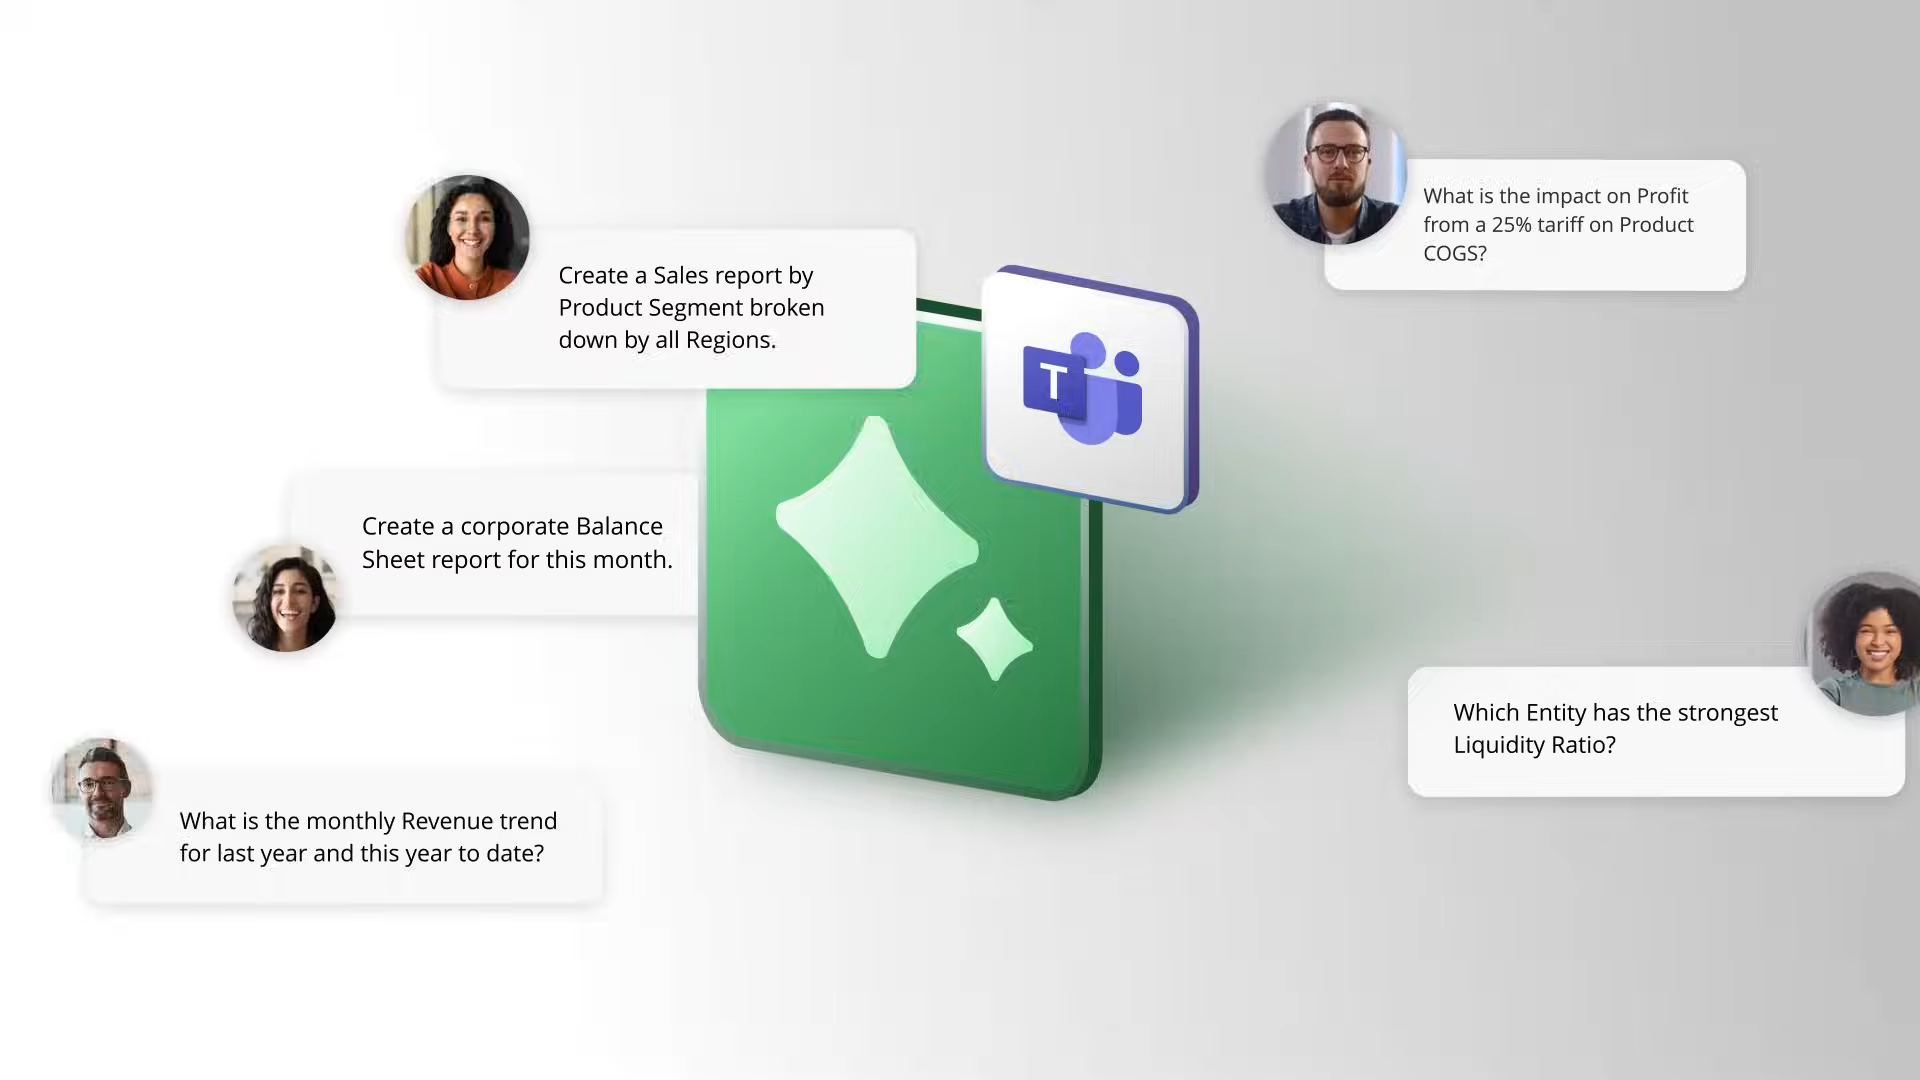 Create a Sales report by
Product Segment broken
down by all Regions.
Create a corporate Balance
Sheet report for this month.
What is the monthly Revenue trend
for last year and this year to date?
T
What is the impact on Profit
from a 25% tariff on Product
COGS?
Which Entity has the strongest
Liquidity Ratio?